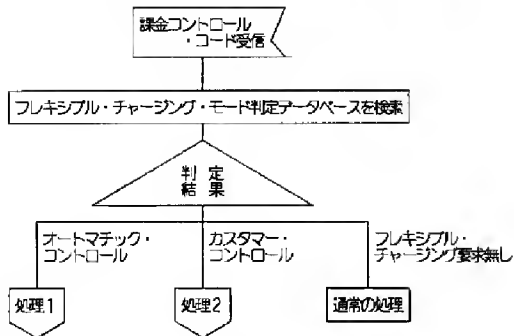 課金コントロール
・コード受信
フレキシブル・チャージング・モード判定データベースを検索
判 定
結 果
オートマチック・
コントロール
カスタマー・
コントロール
フレキシブル・
チャージング要求無し
処理1
処理2
通常の処理